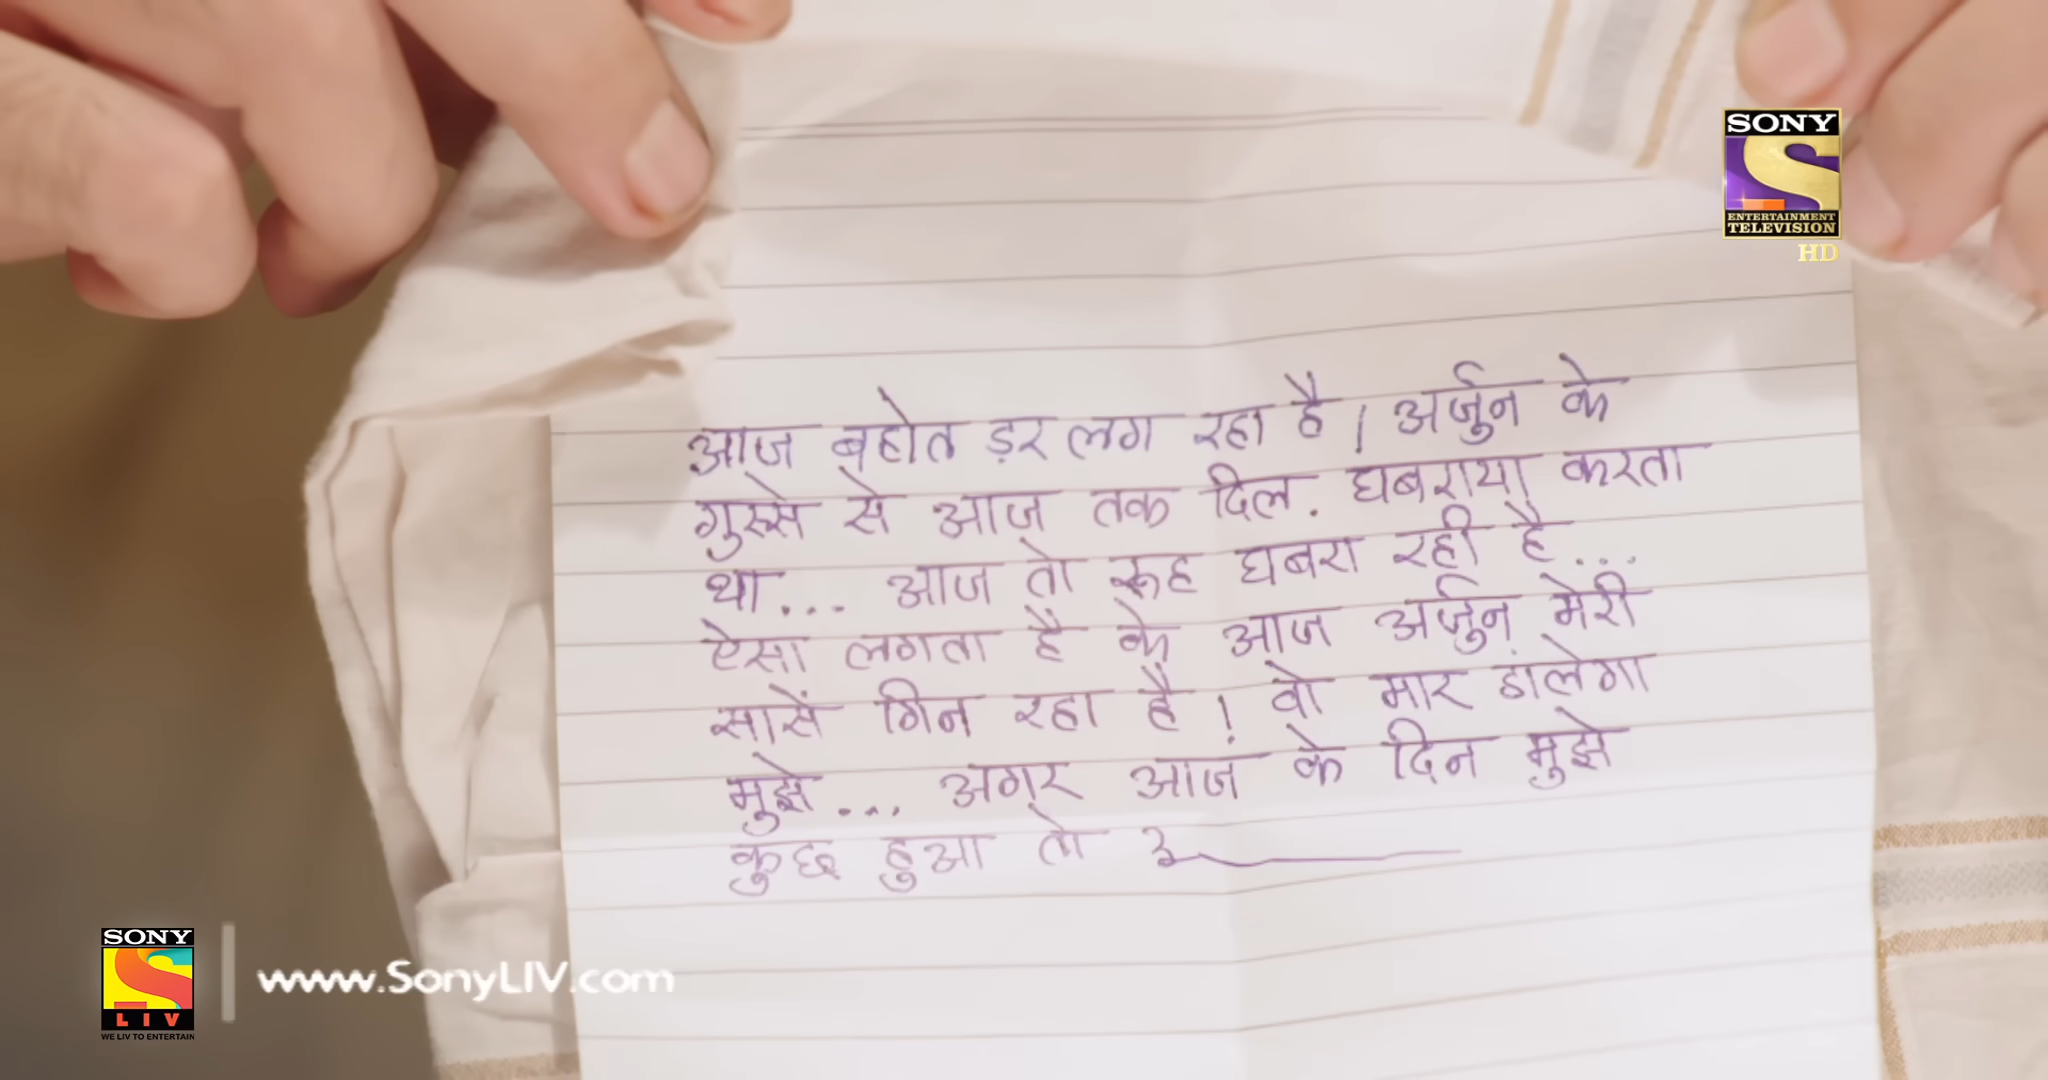 SONY
ENTERTAINMENT
TELEVISION
HD
आज बहोत ड़र लग रहा है। अर्जुन के
गुस्से से आज तक दिल. घबराया करता
था... आज तो रूह घबरा रही है...
ऐसा लगता है के आज अर्जुन मेरी
सासें गिन रहा है! वो मार डालेगा
मुझे... अगर आज के दिन मुझे
कुछ हुआ तो
SONY
LIV
WE LIV TO ENTERTAIN
www.SonyLIV.com